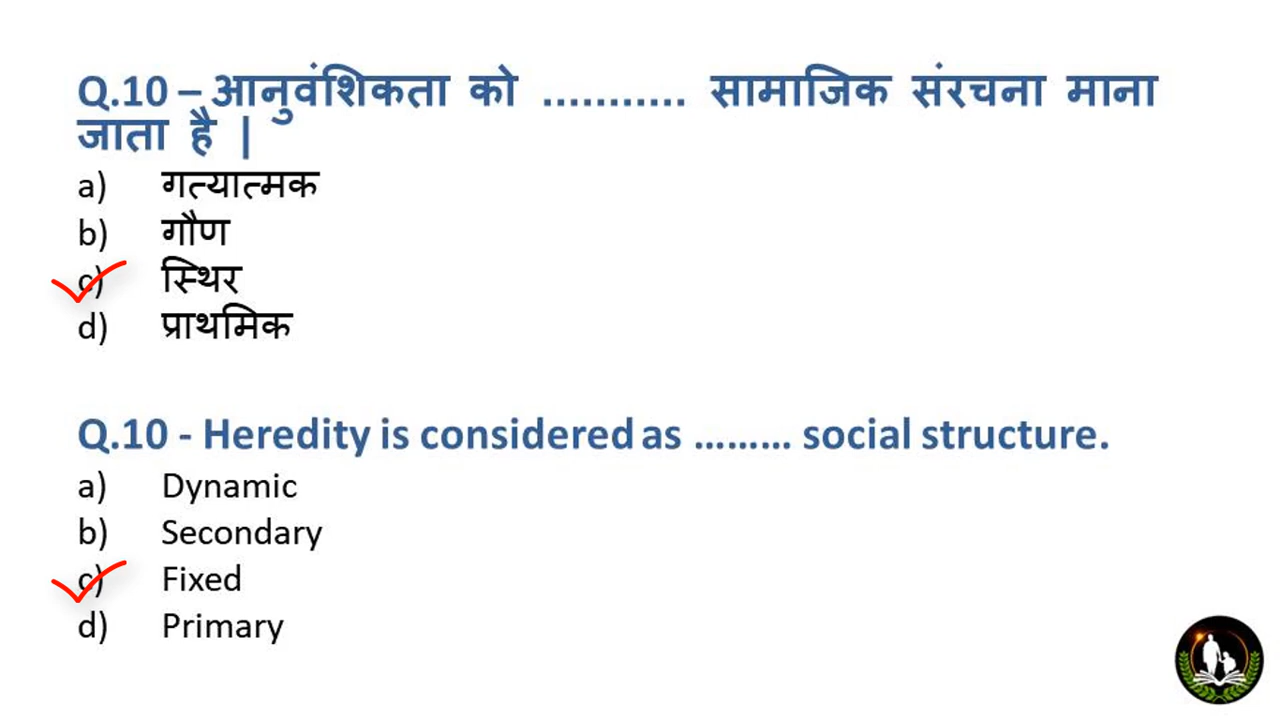 Q.10 – आनुवंशिकता को ........... सामाजिक संरचना माना
जाता है |
a) गत्यात्मक
b) गौण
c) स्थिर
d) प्राथमिक
Q.10 - Heredity is considered as ……… social structure.
a) Dynamic
b) Secondary
c) Fixed
d) Primary